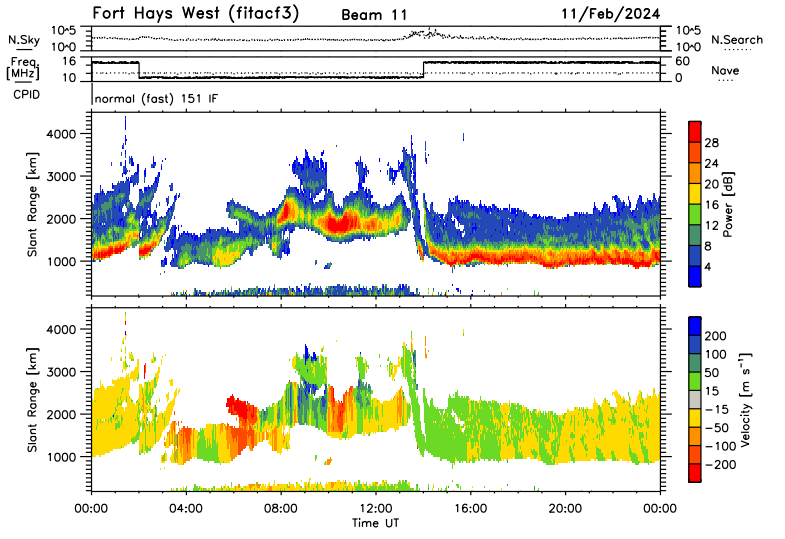 Fort Hays West (fitacf3) Beam 11 11/Feb/2024
N.Sky 10^5 10^5 N.Search
10^0 10^0
Freq. 16 60
[MHz] 10 0 Nave
CPID
normal (fast) 151 IF
Slant Range [km]
4000
3000
2000
1000
28
24
20
16
12
8
4
Power [dB]
Slant Range [km]
4000
3000
2000
1000
200
100
50
15
-15
-50
-100
-200
Velocity [m s⁻¹]
00:00 04:00 08:00 12:00 16:00 20:00 00:00
Time UT